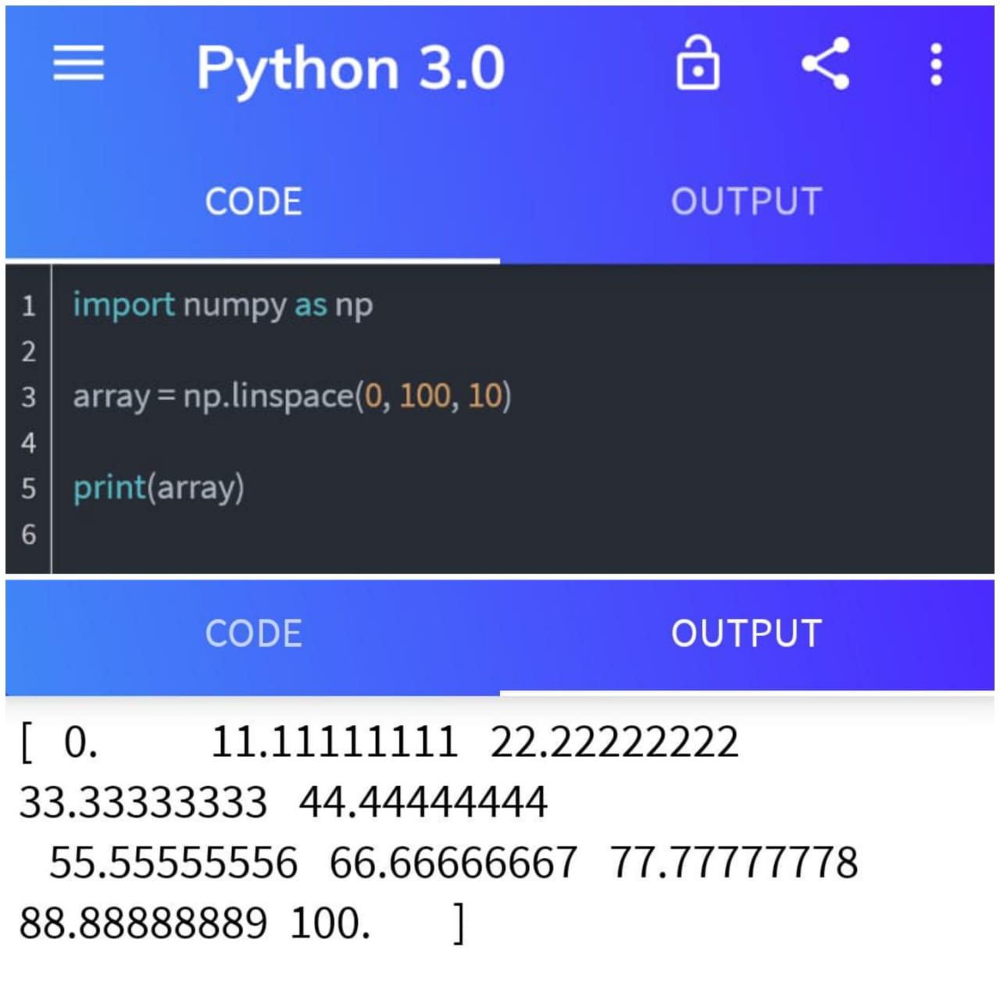 Python 3.0
CODE OUTPUT
1 import numpy as np
2
3 array = np.linspace(0, 100, 10)
4
5 print(array)
6
CODE OUTPUT
[ 0. 11.11111111 22.22222222
33.33333333 44.44444444
55.55555556 66.66666667 77.77777778
88.88888889 100. ]